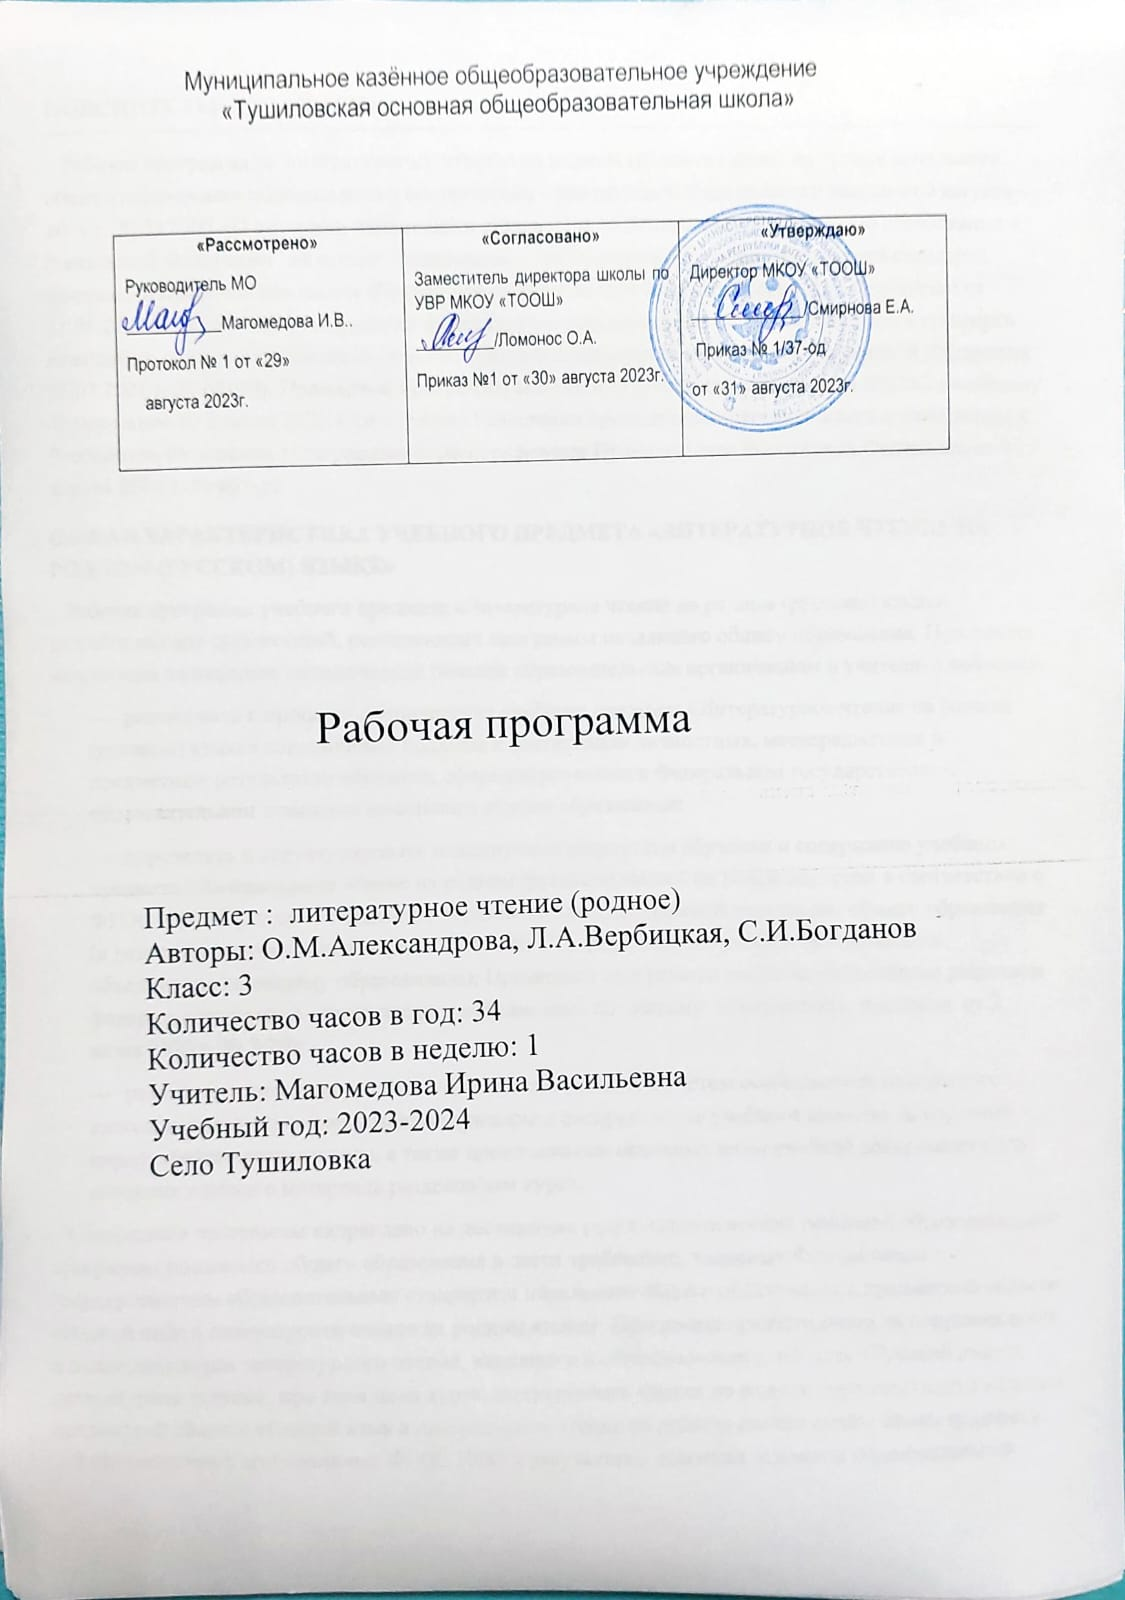 Муниципальное казённое общеобразовательное учреждение
«Тушиловская основная общеобразовательная школа»
«Рассмотрено»
Руководитель МО
Магомедова И.В..
Протокол № 1 от «29»
августа 2023г.
«Согласовано»
Заместитель директора школы по
УВР МКОУ «ТООШ»
/Ломонос О.А.
Приказ №1 от «30» августа 2023г.
«Утверждаю»
Директор МКОУ «ТООШ»
/Смирнова Е.А.
Приказ № 1/37-од
от «31» августа 2023г.
Рабочая программа
Предмет : литературное чтение (родное)
Авторы: О.М.Александрова, Л.А.Вербицкая, С.И.Богданов
Класс: 3
Количество часов в год: 34
Количество часов в неделю: 1
Учитель: Магомедова Ирина Васильевна
Учебный год: 2023-2024
Село Тушиловка